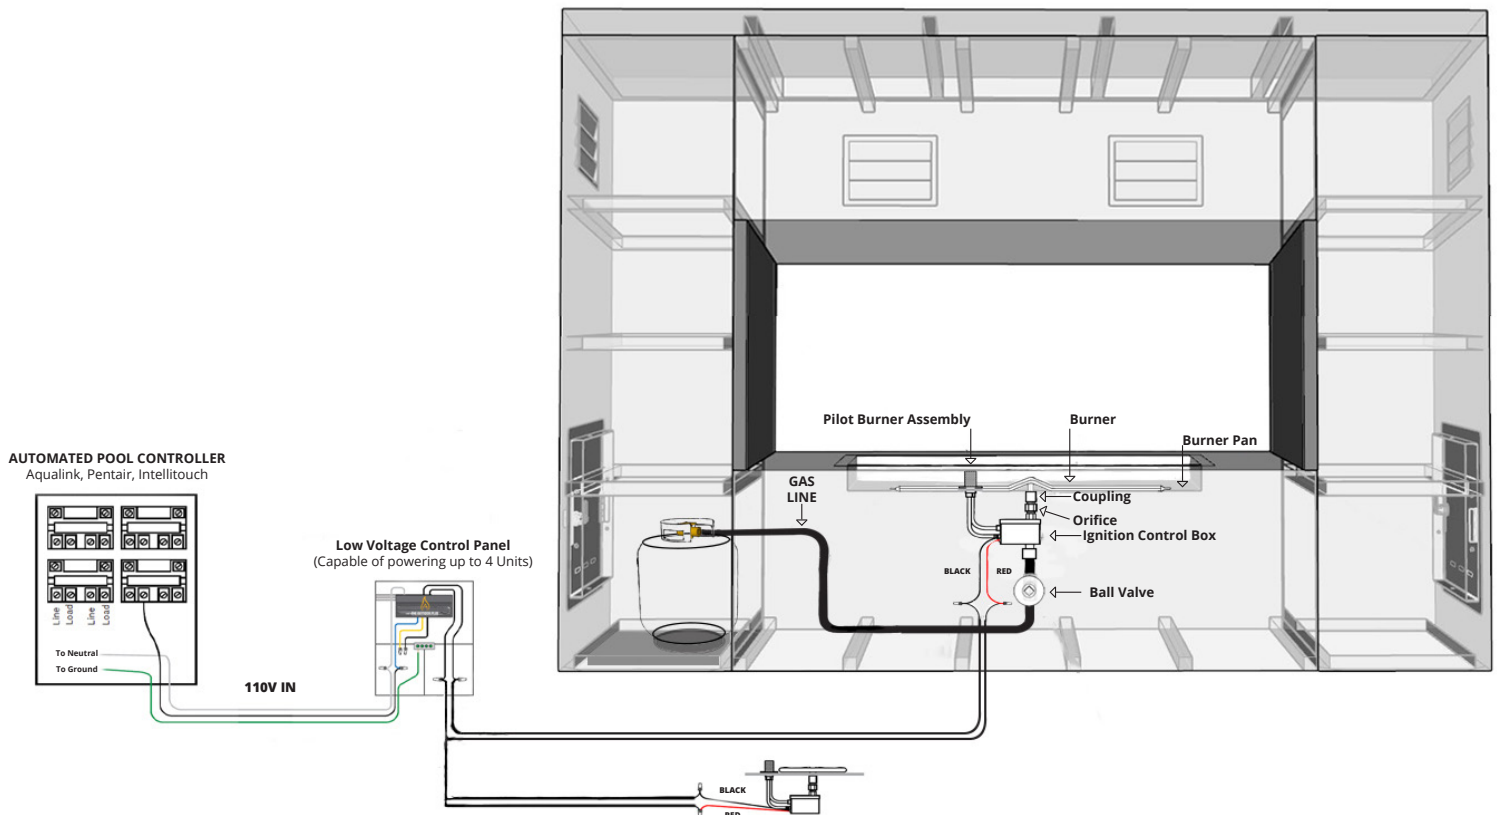 AUTOMATED POOL CONTROLLER
Aqualink, Pentair, Intellitouch
Line
Load
Line
Load
To Neutral
To Ground
110V IN
Low Voltage Control Panel
(Capable of powering up to 4 Units)
Pilot Burner Assembly
Burner
Burner Pan
GAS
LINE
Coupling
Orifice
Ignition Control Box
BLACK
RED
Ball Valve
BLACK
RED